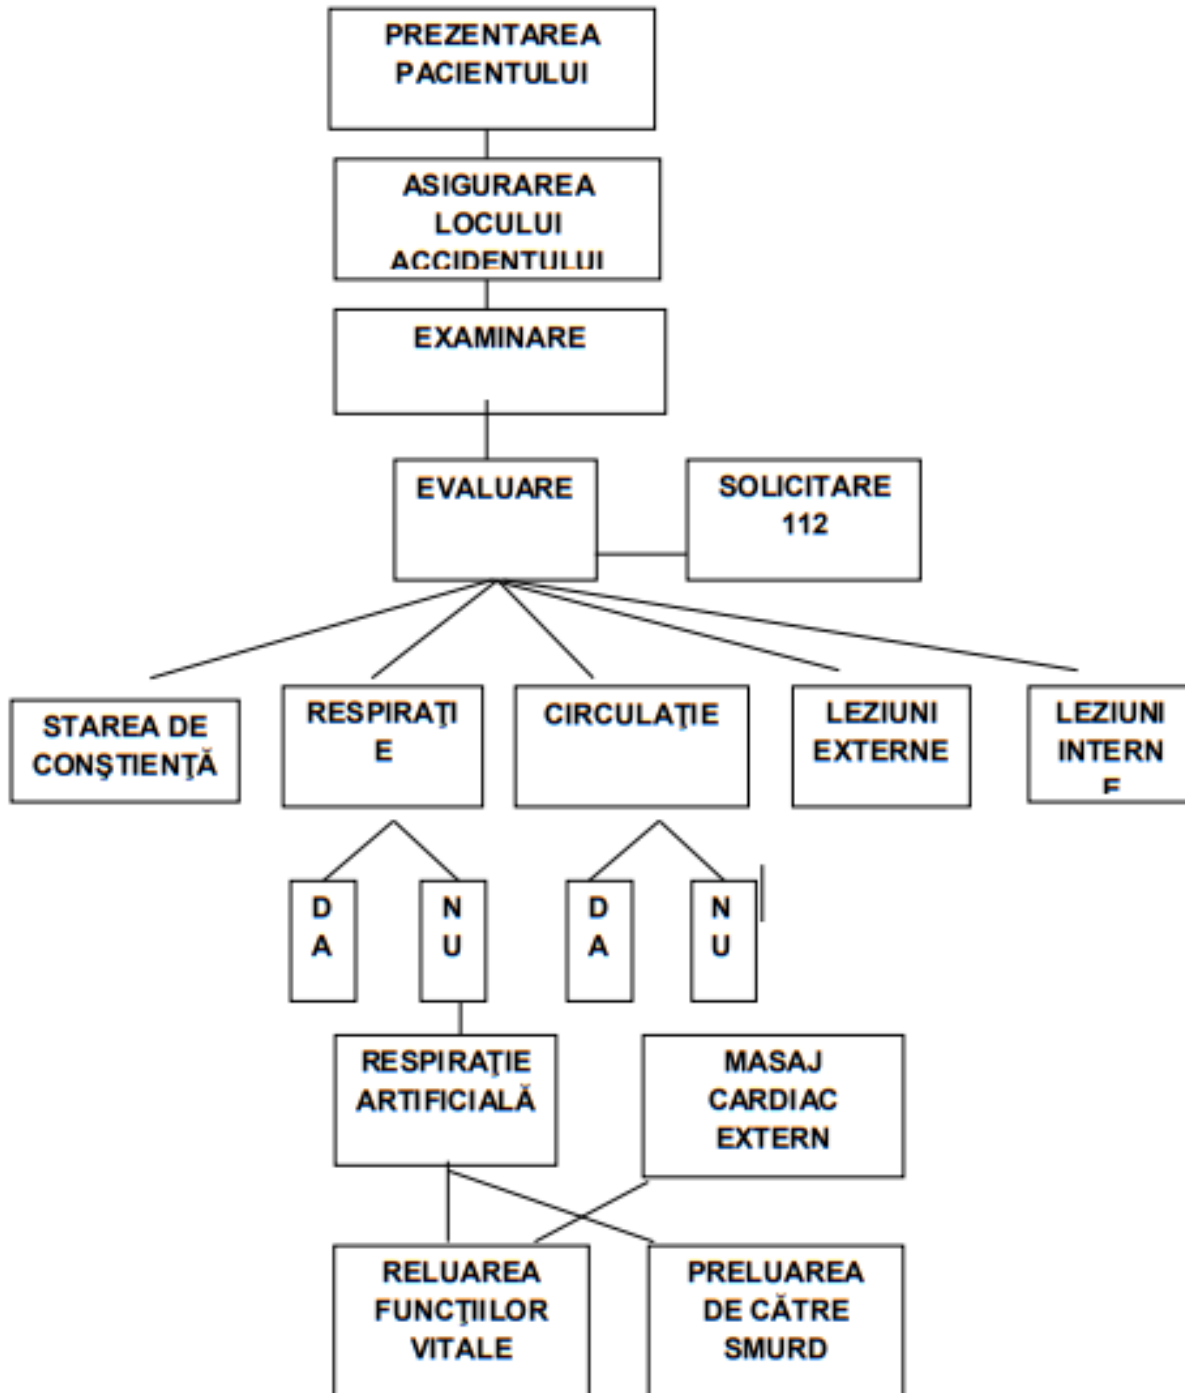 PREZENTAREA
PACIENTULUI
ASIGURAREA
LOCULUI
ACCIDENTULUI
EXAMINARE
EVALUARE
SOLICITARE
112
STAREA DE
CONŞTIENŢĂ
RESPIRAŢI
E
CIRCULAŢIE
LEZIUNI
EXTERNE
LEZIUNI
INTERN
E
D
A
N
U
D
A
N
U
RESPIRAŢIE
ARTIFICIALĂ
MASAJ
CARDIAC
EXTERN
RELUAREA
FUNCŢIILOR
VITALE
PRELUAREA
DE CĂTRE
SMURD